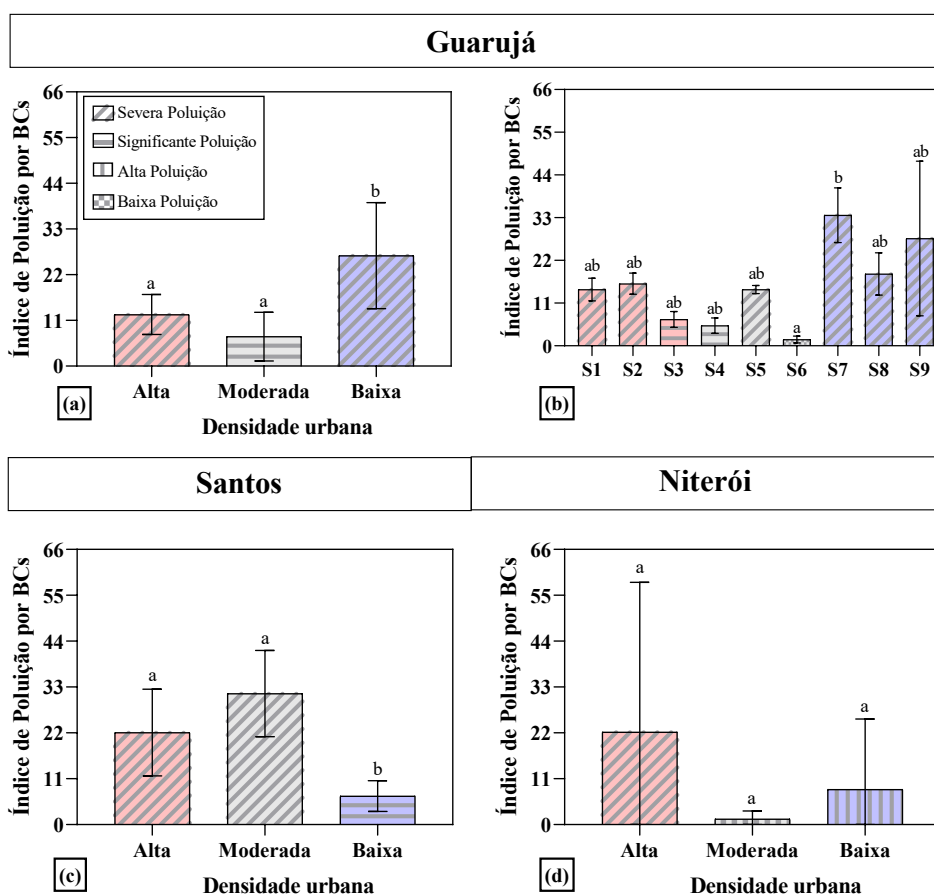 Guarujá
Índice de Poluição por BCs
66
55
44
33
22
11
0
Severa Poluição
Significante Poluição
Alta Poluição
Baixa Poluição
a
a
b
Alta Moderada Baixa
Densidade urbana
(a)
Índice de Poluição por BCs
66
55
44
33
22
11
0
ab
ab
ab
ab
ab
a
b
ab
ab
S1 S2 S3 S4 S5 S6 S7 S8 S9
(b)
Santos
Índice de Poluição por BCs
66
55
44
33
22
11
0
a
a
b
Alta Moderada Baixa
Densidade urbana
(c)
Niterói
Índice de Poluição por BCs
66
55
44
33
22
11
0
a
a
a
Alta Moderada Baixa
Densidade urbana
(d)